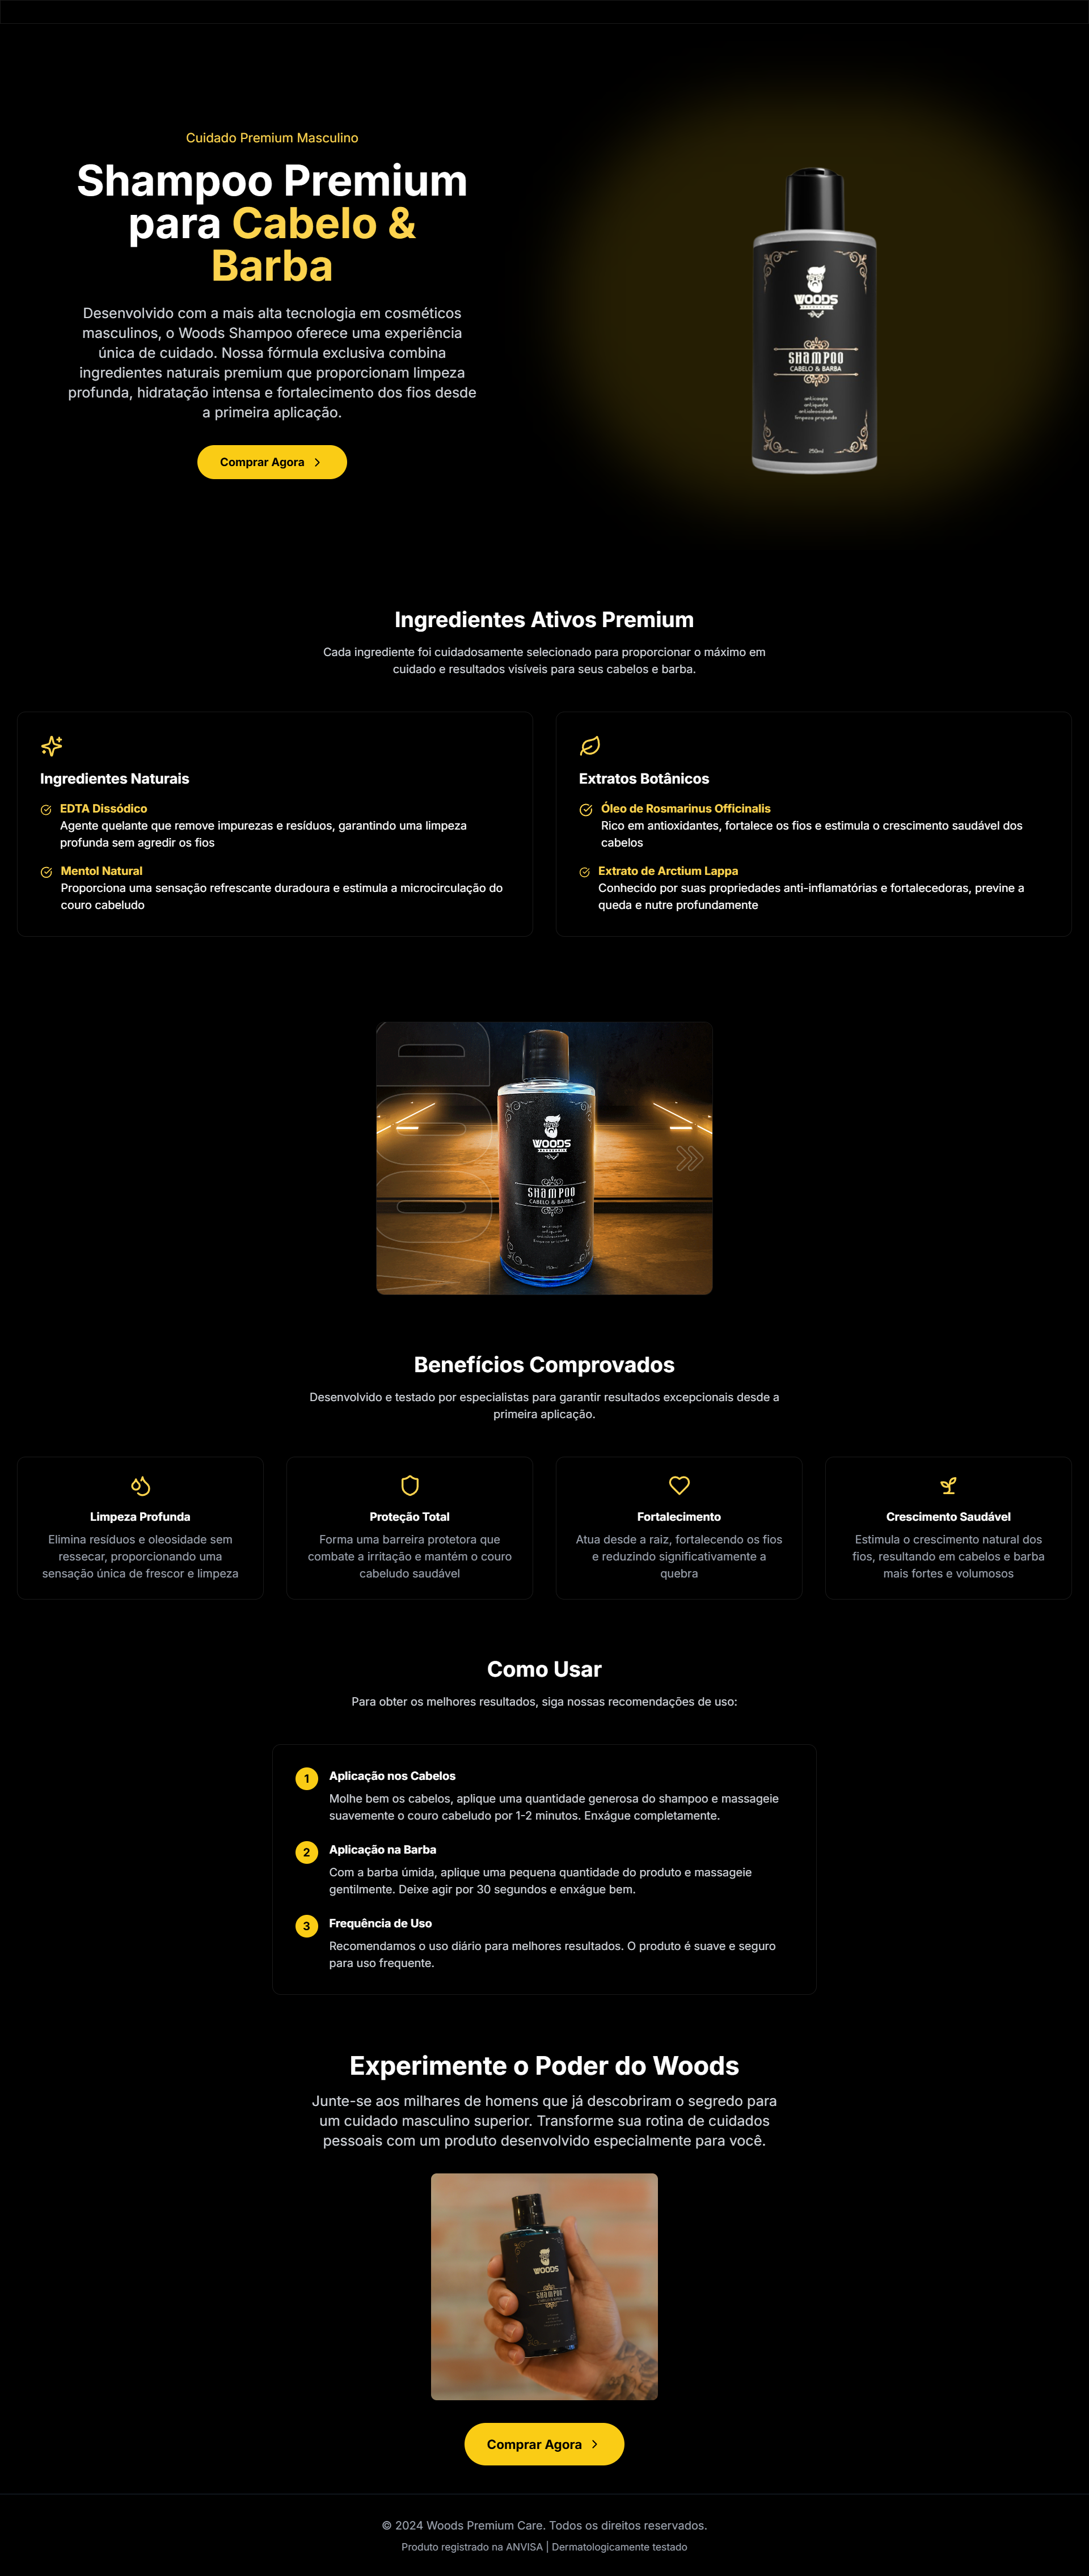 Cuidado Premium Masculino
Shampoo Premium
para Cabelo &
Barba
Desenvolvido com a mais alta tecnologia em cosméticos
masculinos, o Woods Shampoo oferece uma experiência
única de cuidado. Nossa fórmula exclusiva combina
ingredientes naturais premium que proporcionam limpeza
profunda, hidratação intensa e fortalecimento dos fios desde
a primeira aplicação.
Comprar Agora
WOODS
SHAMPOO
CABELO & BARBA
anticaspa
antiqueda
antioleosidade
limpeza profunda
250ml
Ingredientes Ativos Premium
Cada ingrediente foi cuidadosamente selecionado para proporcionar o máximo em
cuidado e resultados visíveis para seus cabelos e barba.
Ingredientes Naturais
EDTA Dissódico
Agente quelante que remove impurezas e resíduos, garantindo uma limpeza
profunda sem agredir os fios
Mentol Natural
Proporciona uma sensação refrescante duradoura e estimula a microcirculação do
couro cabeludo
Extratos Botânicos
Óleo de Rosmarinus Officinalis
Rico em antioxidantes, fortalece os fios e estimula o crescimento saudável dos
cabelos
Extrato de Arctium Lappa
Conhecido por suas propriedades anti-inflamatórias e fortalecedoras, previne a
queda e nutre profundamente
WOODS
SHAMPOO
CABELO & BARBA
Benefícios Comprovados
Desenvolvido e testado por especialistas para garantir resultados excepcionais desde a
primeira aplicação.
Limpeza Profunda
Elimina resíduos e oleosidade sem
ressecar, proporcionando uma
sensação única de frescor e limpeza
Proteção Total
Forma uma barreira protetora que
combate a irritação e mantém o couro
cabeludo saudável
Fortalecimento
Atua desde a raiz, fortalecendo os fios
e reduzindo significativamente a
quebra
Crescimento Saudável
Estimula o crescimento natural dos
fios, resultando em cabelos e barba
mais fortes e volumosos
Como Usar
Para obter os melhores resultados, siga nossas recomendações de uso:
1
Aplicação nos Cabelos
Molhe bem os cabelos, aplique uma quantidade generosa do shampoo e massageie
suavemente o couro cabeludo por 1-2 minutos. Enxágue completamente.
2
Aplicação na Barba
Com a barba úmida, aplique uma pequena quantidade do produto e massageie
gentilmente. Deixe agir por 30 segundos e enxágue bem.
3
Frequência de Uso
Recomendamos o uso diário para melhores resultados. O produto é suave e seguro
para uso frequente.
Experimente o Poder do Woods
Junte-se aos milhares de homens que já descobriram o segredo para
um cuidado masculino superior. Transforme sua rotina de cuidados
pessoais com um produto desenvolvido especialmente para você.
WOODS
SHAMPOO
Comprar Agora
© 2024 Woods Premium Care. Todos os direitos reservados.
Produto registrado na ANVISA | Dermatologicamente testado